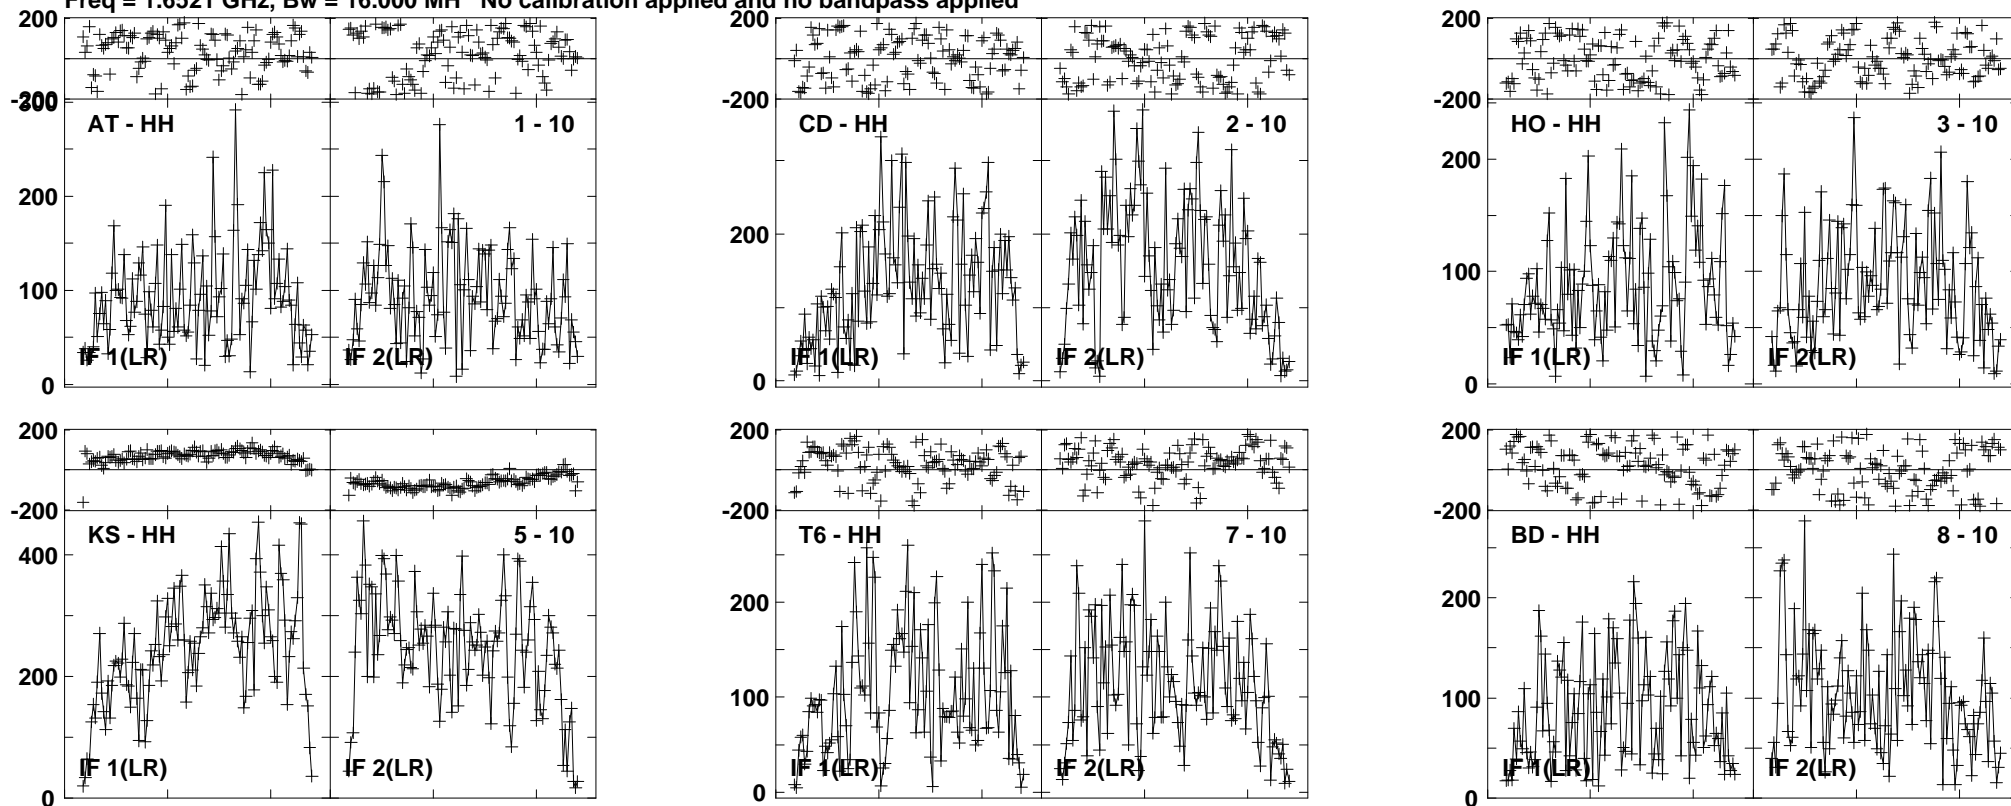 Freq = 1.6521 GHz, Bw = 16.000 MH No calibration applied and no bandpass applied
200
-200
300
AT - HH
1 - 10
200
100
0
IF 1(LR)
IF 2(LR)
200
-200
CD - HH
2 - 10
200
0
IF 1(LR)
IF 2(LR)
200
-200
HO - HH
3 - 10
200
100
0
IF 1(LR)
IF 2(LR)
200
-200
KS - HH
5 - 10
400
200
0
IF 1(LR)
IF 2(LR)
200
-200
T6 - HH
7 - 10
200
100
0
IF 1(LR)
IF 2(LR)
200
-200
BD - HH
8 - 10
200
100
0
IF 1(LR)
IF 2(LR)